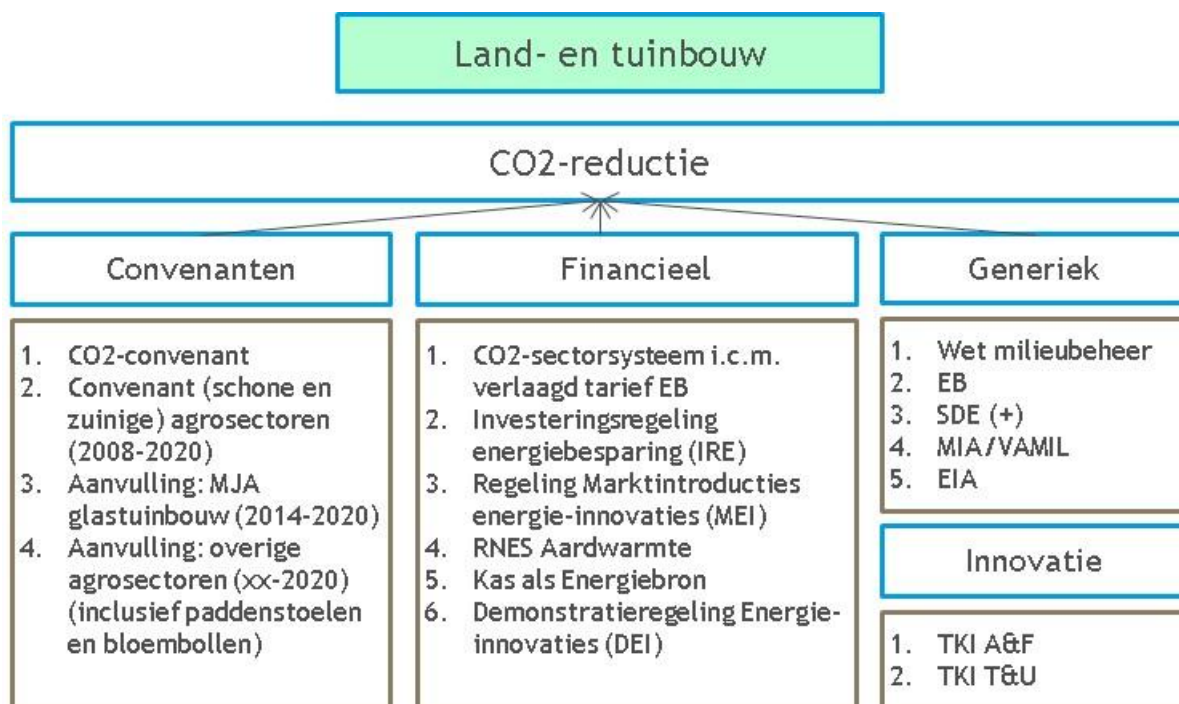 Land- en tuinbouw
CO2-reductie
Convenanten
1. CO2-convenant
2. Convenant (schone en
zuinige) agrosectoren
(2008-2020)
3. Aanvulling: MJA
glastuinbouw (2014-2020)
4. Aanvulling: overige
agrosectoren (xx-2020)
(inclusief paddenstoelen
en bloembollen)
Financieel
1. CO2-sectorsysteem i.c.m.
verlaagd tarief EB
2. Investeringsregeling
energiebesparing (IRE)
3. Regeling Marktintroducties
energie-innovaties (MEI)
4. RNES Aardwarmte
5. Kas als Energiebron
6. Demonstratieregeling Energie-
innovaties (DEI)
Generiek
1. Wet milieubeheer
2. EB
3. SDE (+)
4. MIA/VAMIL
5. EIA
Innovatie
1. TKI A&F
2. TKI T&U